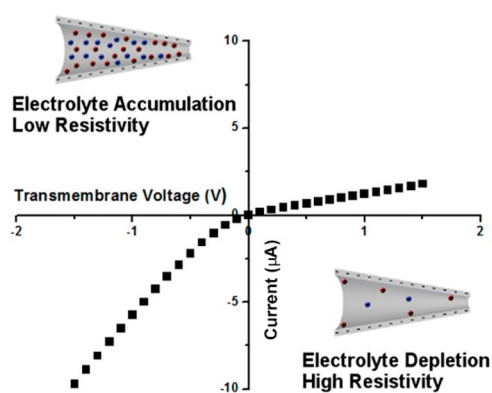 10
Electrolyte Accumulation
Low Resistivity
5
Transmembrane Voltage (V)
0
-2
-1
0
1
2
Current (μA)
-5
Electrolyte Depletion
High Resistivity
-10